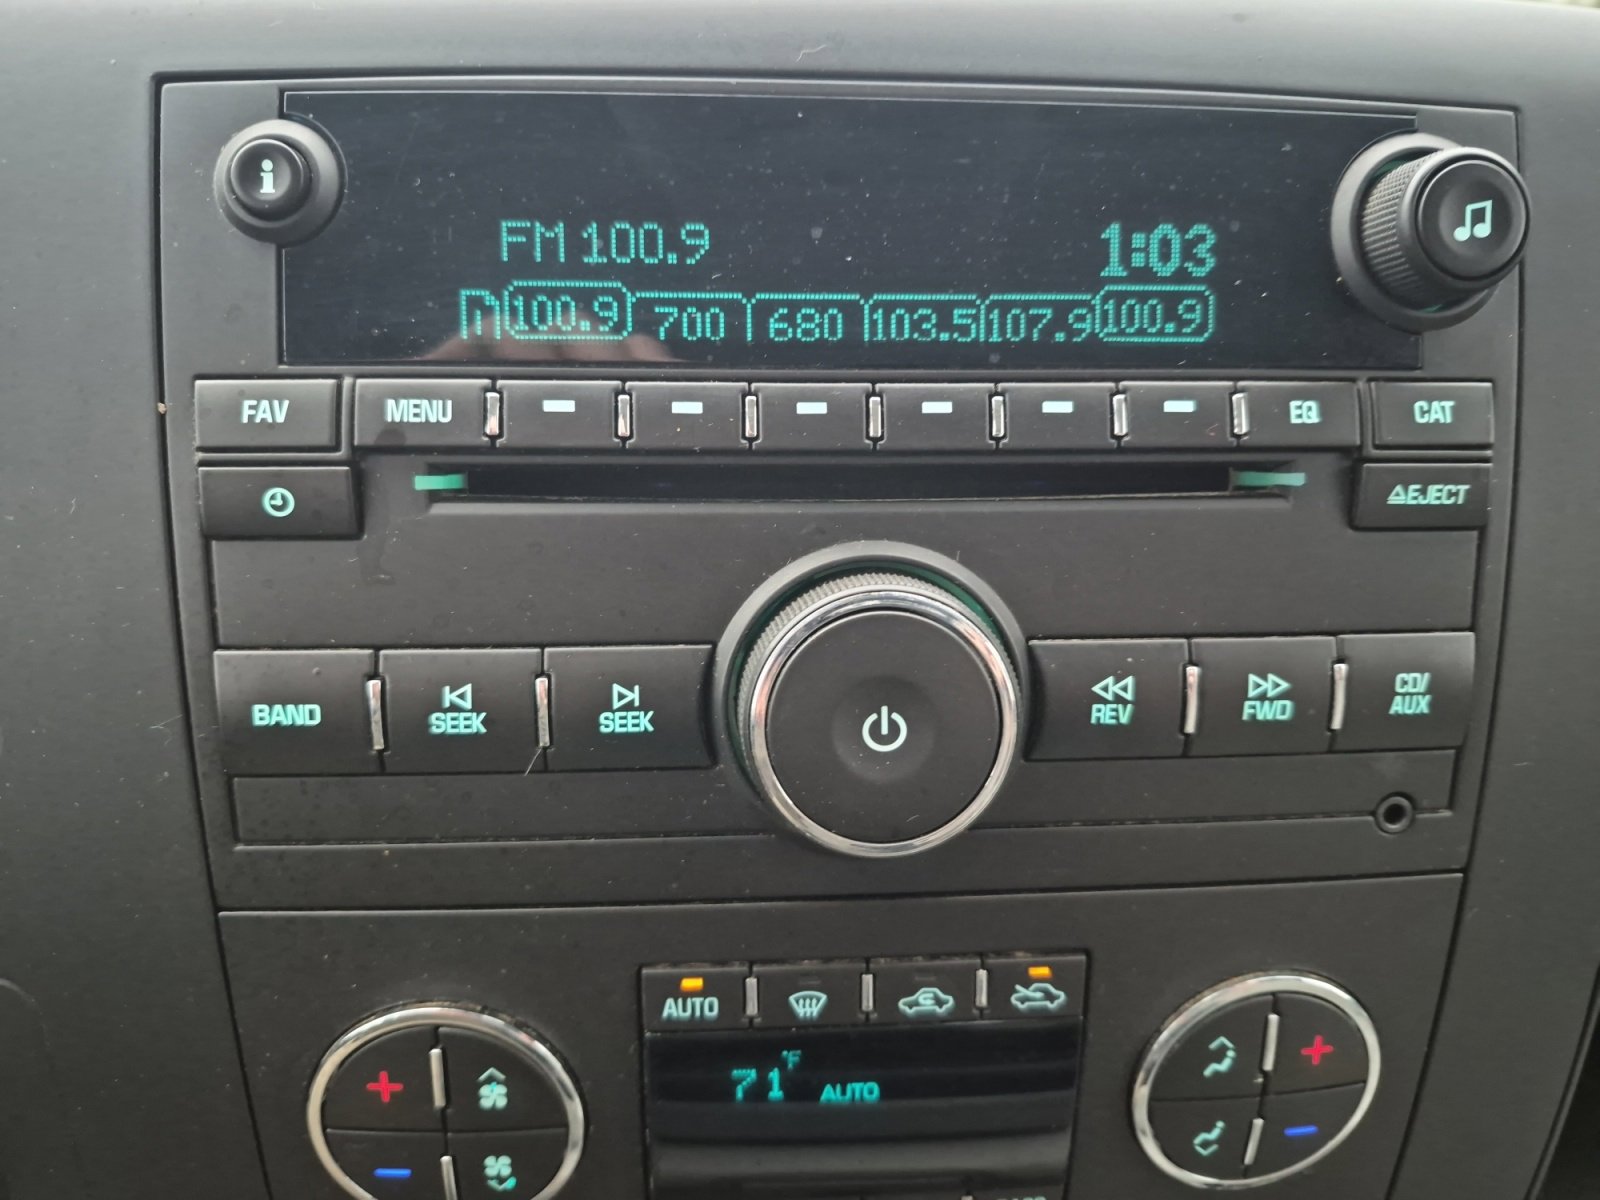 i
FM 100.9 1:03
100.9 700 680 103.5 107.9 100.9
FAV MENU EQ CAT
EJECT
BAND SEEK SEEK REV FWD CD/AUX
AUTO
71°F AUTO